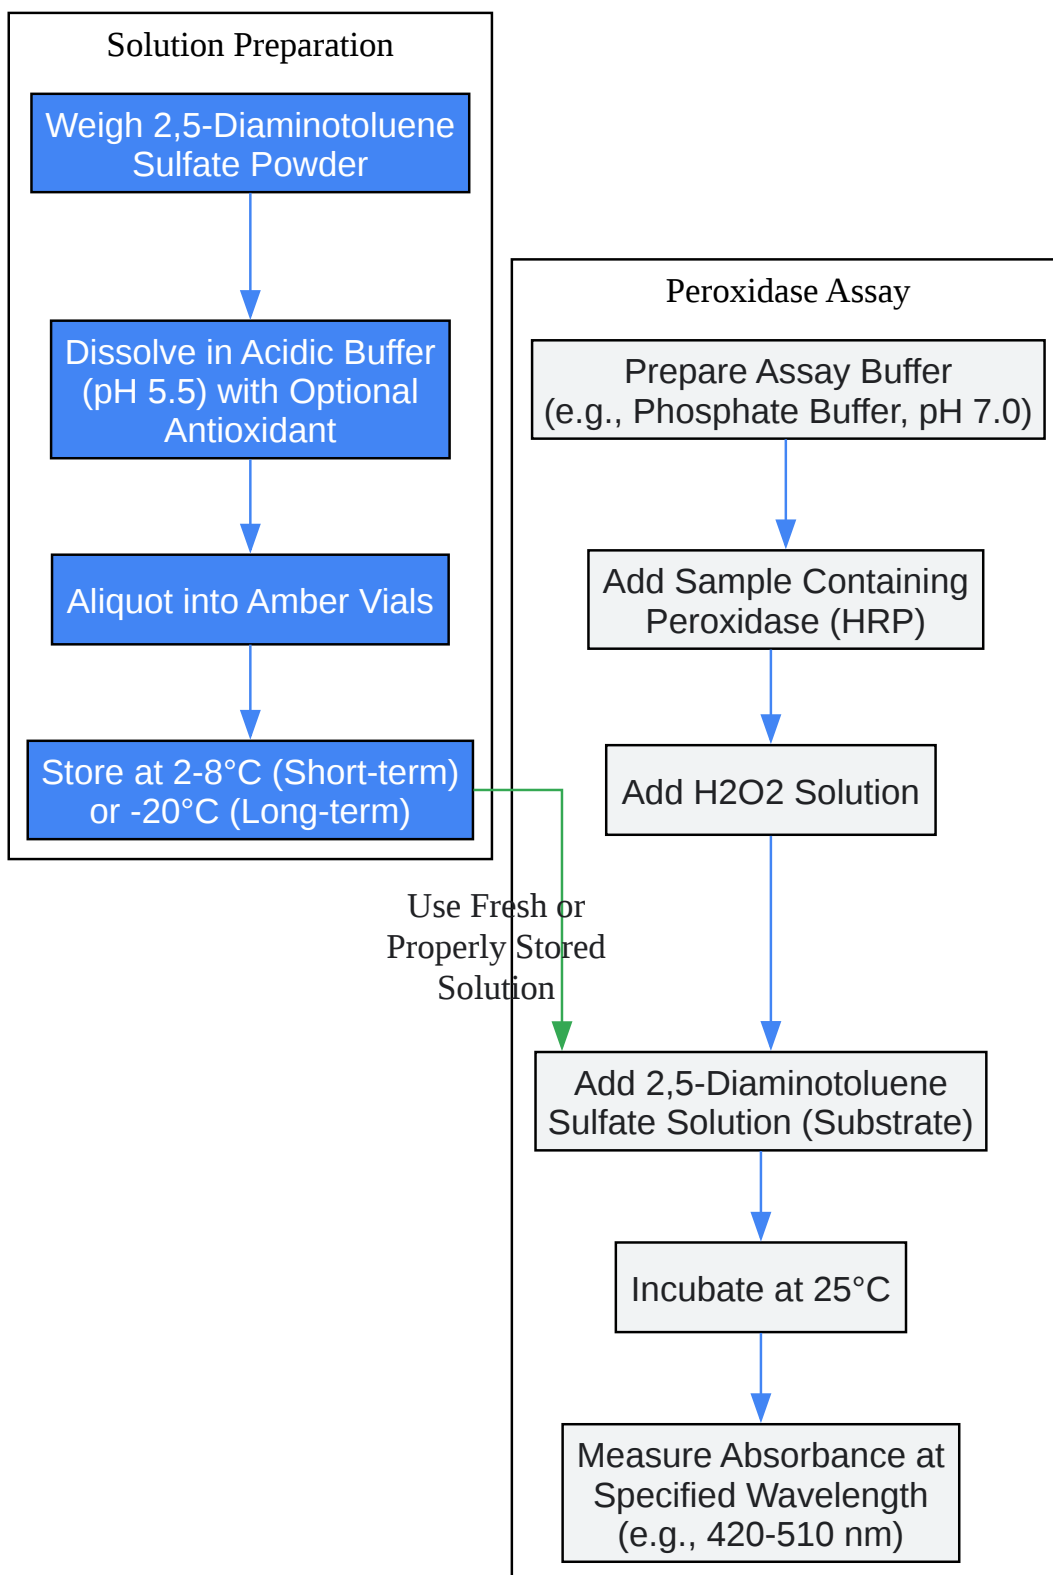 Solution Preparation
Weigh 2,5-Diaminotoluene
Sulfate Powder
Dissolve in Acidic Buffer
(pH 5.5) with Optional
Antioxidant
Aliquot into Amber Vials
Store at 2-8°C (Short-term)
or -20°C (Long-term)
Use Fresh or
Properly Stored
Solution
Peroxidase Assay
Prepare Assay Buffer
(e.g., Phosphate Buffer, pH 7.0)
Add Sample Containing
Peroxidase (HRP)
Add H2O2 Solution
Add 2,5-Diaminotoluene
Sulfate Solution (Substrate)
Incubate at 25°C
Measure Absorbance at
Specified Wavelength
(e.g., 420-510 nm)